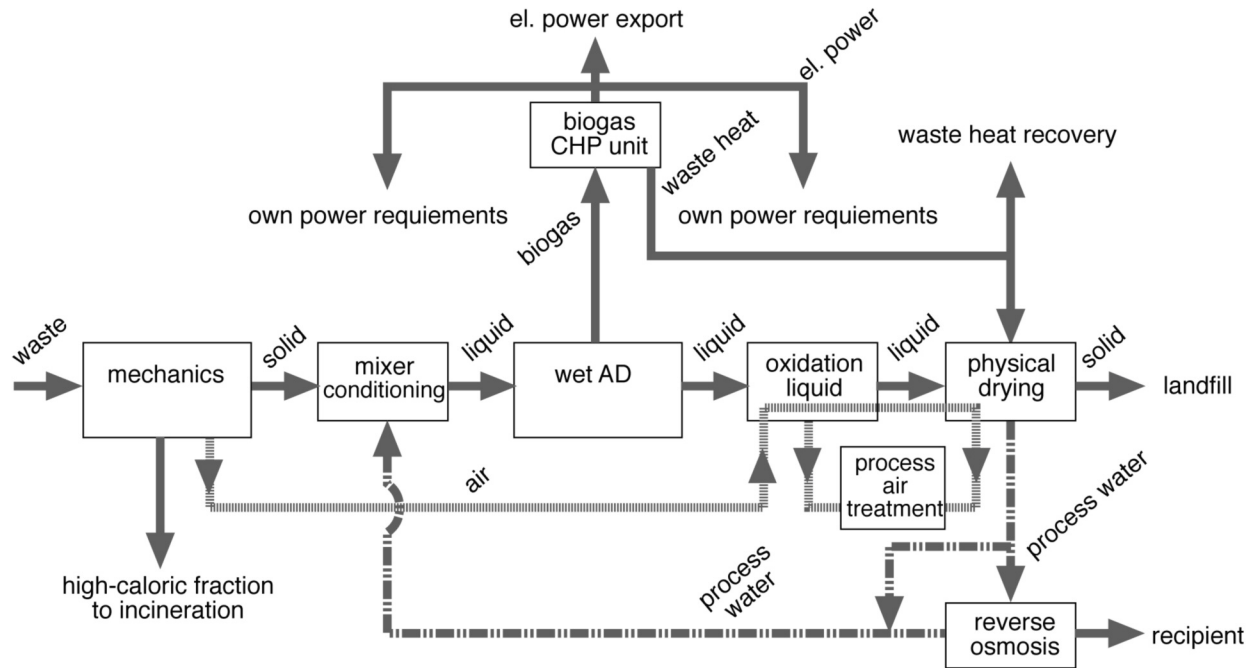 el. power export
el. power
biogas
CHP unit
waste heat
waste heat recovery
own power requiements
own power requiements
biogas
waste
mechanics
solid
mixer
conditioning
liquid
wet AD
liquid
oxidation
liquid
liquid
physical
drying
solid
landfill
air
process
air
treatment
process water
high-caloric fraction
to incineration
process
water
reverse
osmosis
recipient